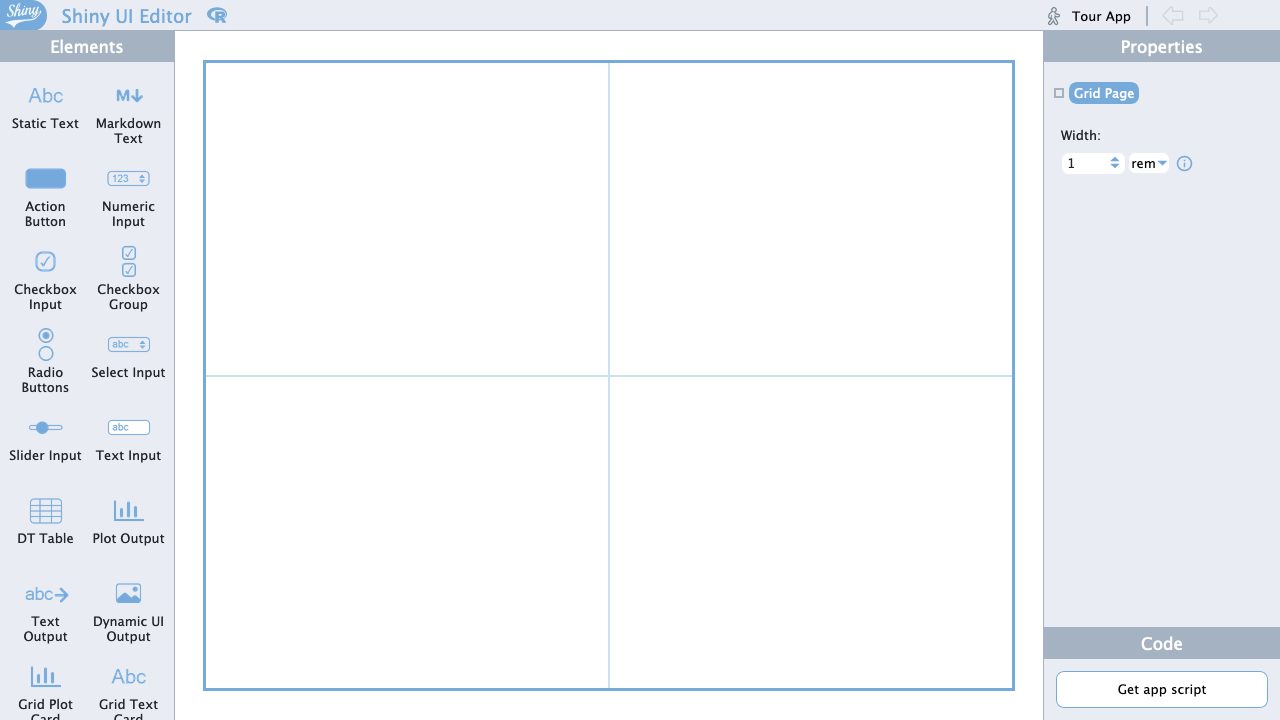 Shiny
Shiny UI Editor
R
Tour App
Elements
Properties
Abc
Static Text
M
Markdown
Text
Action
Button
123
Numeric
Input
Checkbox
Input
Checkbox
Group
Radio
Buttons
abc
Select Input
Slider Input
abc
Text Input
DT Table
Plot Output
abc
Text
Output
Dynamic UI
Output
Grid Plot
Card
Abc
Grid Text
Card
Grid Page
Width:
1
rem
Code
Get app script